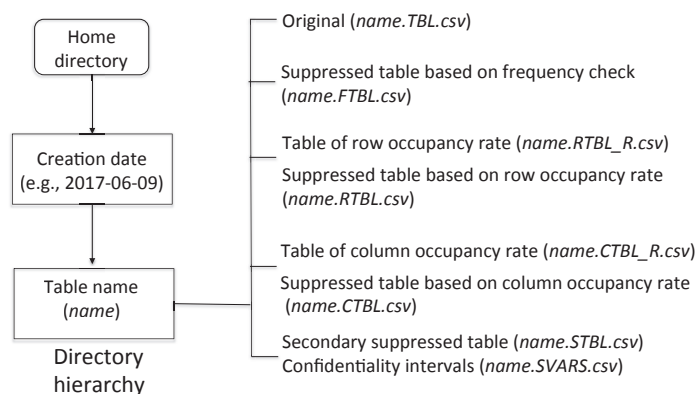 Home
directory
Creation date
(e.g., 2017-06-09)
Table name
(name)
Directory
hierarchy
Original (name.TBL.csv)
Suppressed table based on frequency check
(name.FTBL.csv)
Table of row occupancy rate (name.RTBL_R.csv)
Suppressed table based on row occupancy rate
(name.RTBL.csv)
Table of column occupancy rate (name.CTBL_R.csv)
Suppressed table based on column occupancy rate
(name.CTBL.csv)
Secondary suppressed table (name.STBL.csv)
Confidentiality intervals (name.SVARS.csv)